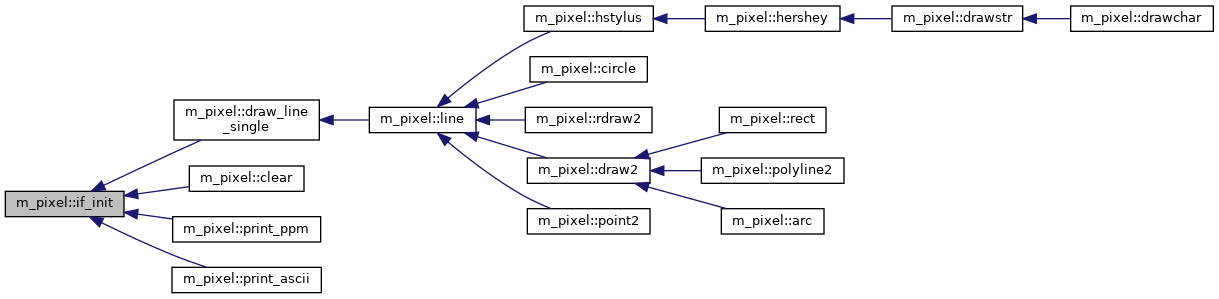 m_pixel::hstylus
m_pixel::hershey
m_pixel::drawstr
m_pixel::drawchar
m_pixel::circle
m_pixel::draw_line
_single
m_pixel::line
m_pixel::rdraw2
m_pixel::rect
m_pixel::clear
m_pixel::draw2
m_pixel::polyline2
m_pixel::if_init
m_pixel::print_ppm
m_pixel::point2
m_pixel::arc
m_pixel::print_ascii